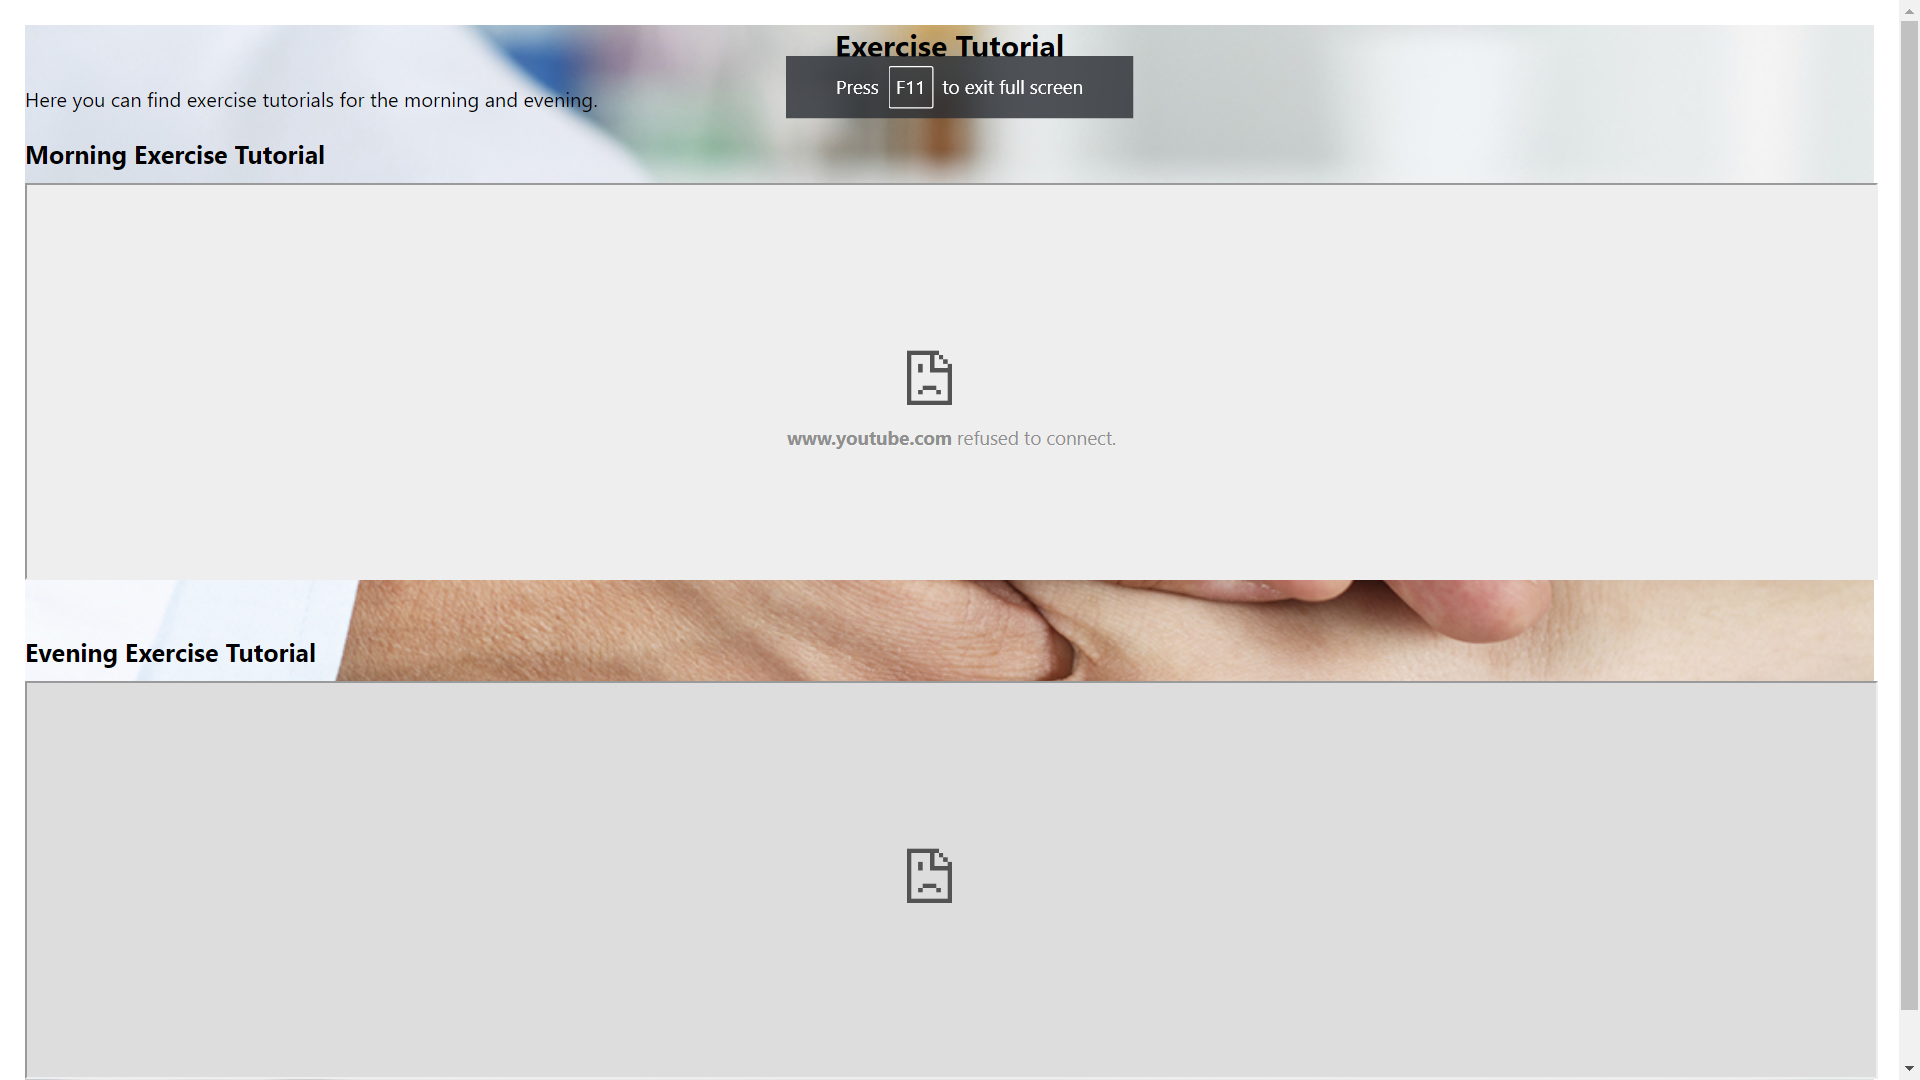 Exercise Tutorial
Press F11 to exit full screen
Here you can find exercise tutorials for the morning and evening.
Morning Exercise Tutorial
www.youtube.com refused to connect.
Evening Exercise Tutorial